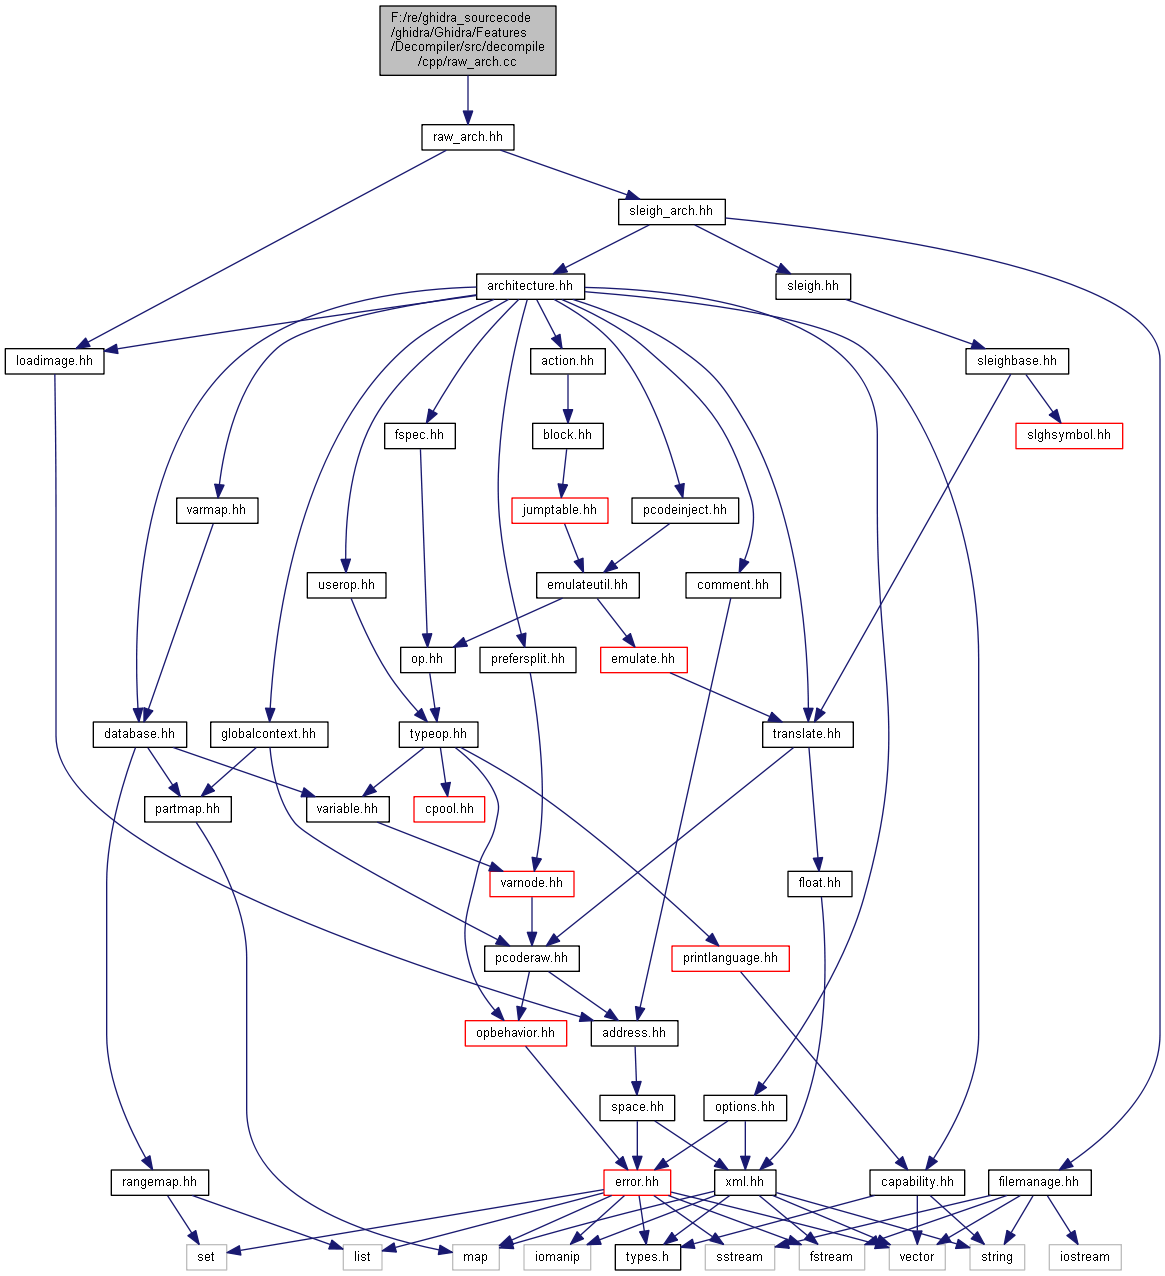 F:/re/ghidra_sourcecode
/ghidra/Ghidra/Features
/Decompiler/src/decompile
/cpp/raw_arch.cc
raw_arch.hh
sleigh_arch.hh
architecture.hh
sleigh.hh
loadimage.hh
action.hh
sleighbase.hh
fspec.hh
block.hh
slghsymbol.hh
varmap.hh
jumptable.hh
pcodeinject.hh
userop.hh
emulateutil.hh
comment.hh
op.hh
prefersplit.hh
emulate.hh
database.hh
globalcontext.hh
typeop.hh
translate.hh
partmap.hh
variable.hh
cpool.hh
varnode.hh
float.hh
pcoderaw.hh
printlanguage.hh
opbehavior.hh
address.hh
space.hh
options.hh
rangemap.hh
error.hh
xml.hh
capability.hh
filemanage.hh
set
list
map
iomanip
types.h
sstream
fstream
vector
string
iostream